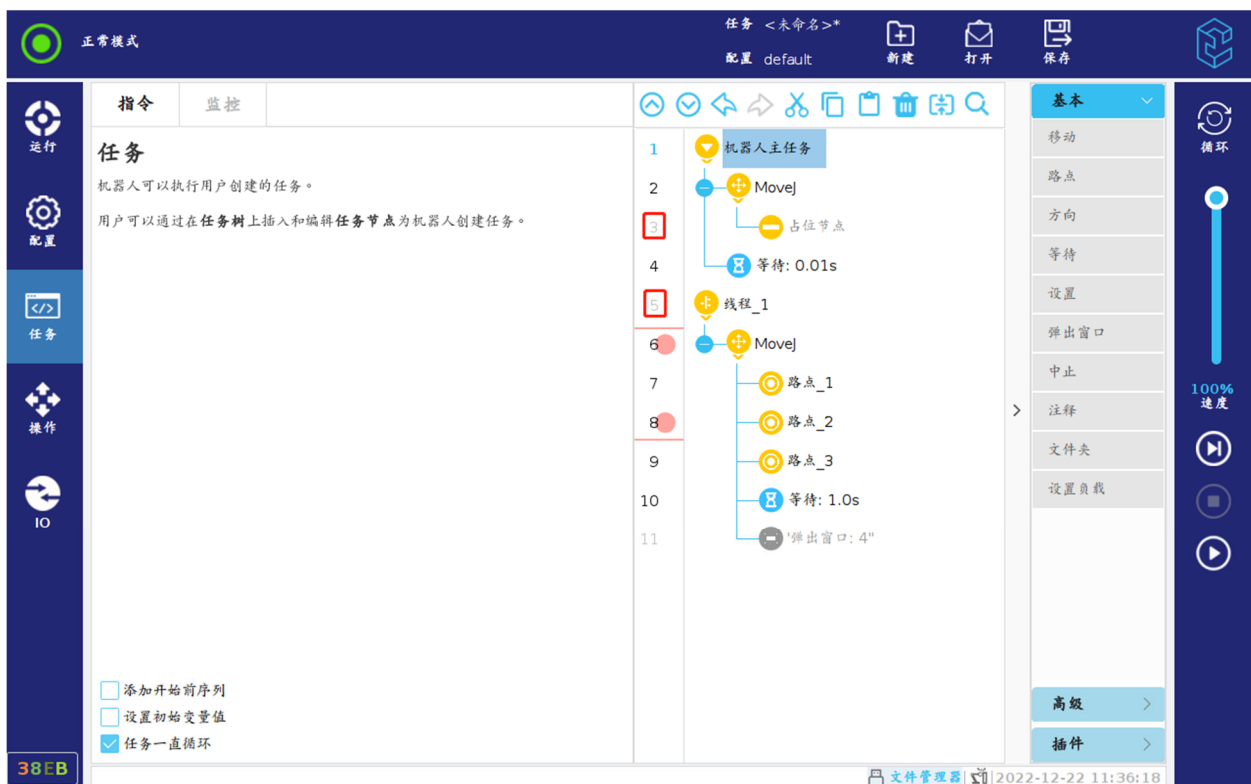 正常模式
任务 <未命名>*
配置 default
新建
打开
保存
运行
配置
任务
操作
IO
38EB
指令
监控
任务
机器人可以执行用户创建的任务。
用户可以通过在任务树上插入和编辑任务节点为机器人创建任务。
添加开始前序列
设置初始变量值
任务一直循环
1 机器人主任务
2 MoveJ
3 占位节点
4 等待: 0.01s
5 线程_1
6 MoveJ
7 路点_1
8 路点_2
9 路点_3
10 等待: 1.0s
11 '弹出窗口: 4"
基本
移动
路点
方向
等待
设置
弹出窗口
中止
注释
文件夹
设置负载
高级
插件
循环
100%
速度
文件管理器
2022-12-22 11:36:18